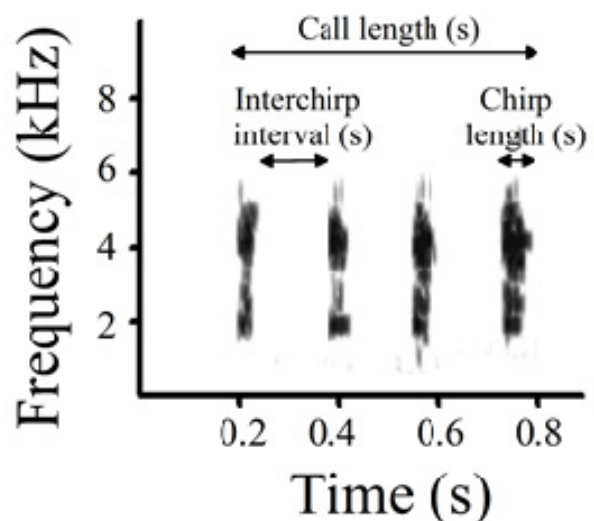 Call length (s)
Interchirp
interval (s)
Chirp
length (s)
Frequency (kHz)
8
6
4
2
0.2
0.4
0.6
0.8
Time (s)